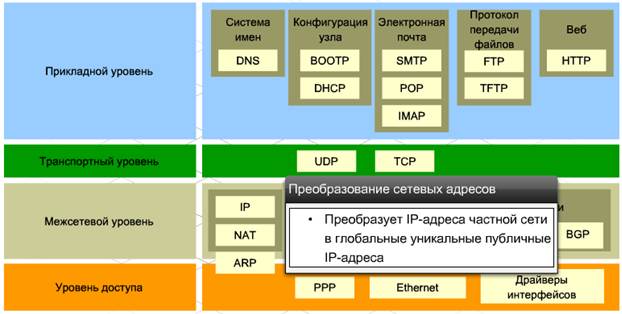 Прикладной уровень
Система
имен
DNS
Конфигурация
узла
BOOTP
DHCP
Электронная
почта
SMTP
POP
IMAP
Протокол
передачи
файлов
FTP
TFTP
Веб
HTTP
Транспортный уровень
UDP
TCP
Межсетевой уровень
IP
NAT
ARP
BGP
Преобразование сетевых адресов
• Преобразует IP-адреса частной сети
в глобальные уникальные публичные
IP-адреса
Уровень доступа
PPP
Ethernet
Драйверы
интерфейсов